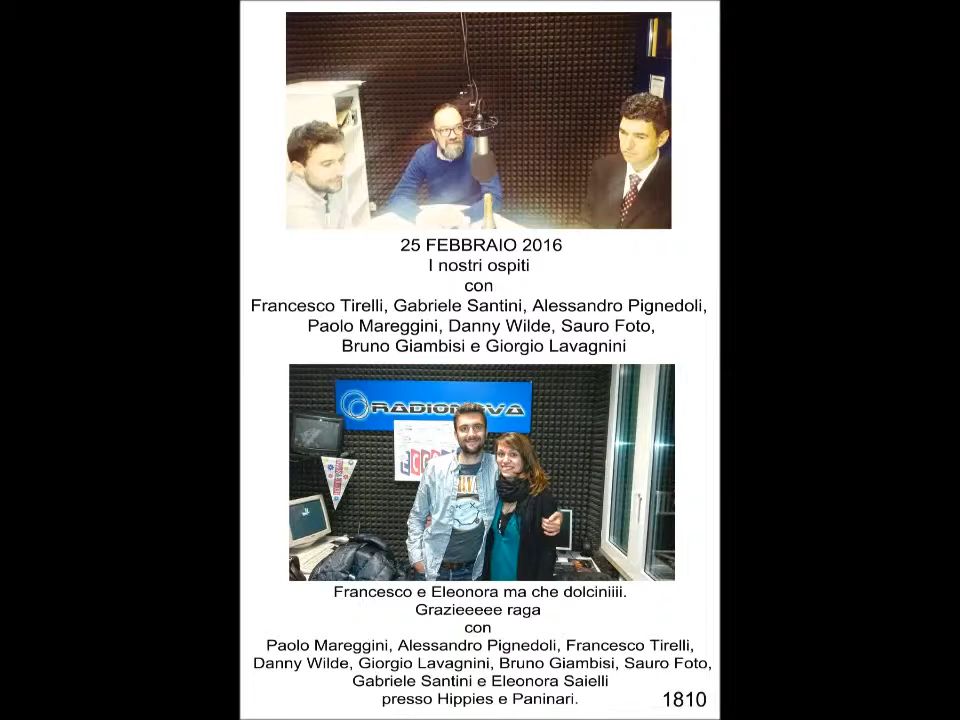 25 FEBBRAIO 2016
I nostri ospiti
con
Francesco Tirelli, Gabriele Santini, Alessandro Pignedoli,
Paolo Mareggini, Danny Wilde, Sauro Foto,
Bruno Giambisi e Giorgio Lavagnini
RADIONOVA
Francesco e Eleonora ma che dolciniiii.
Grazieeeee raga
con
Paolo Mareggini, Alessandro Pignedoli, Francesco Tirelli,
Danny Wilde, Giorgio Lavagnini, Bruno Giambisi, Sauro Foto,
Gabriele Santini e Eleonora Saielli
presso Hippies e Paninari.
1810